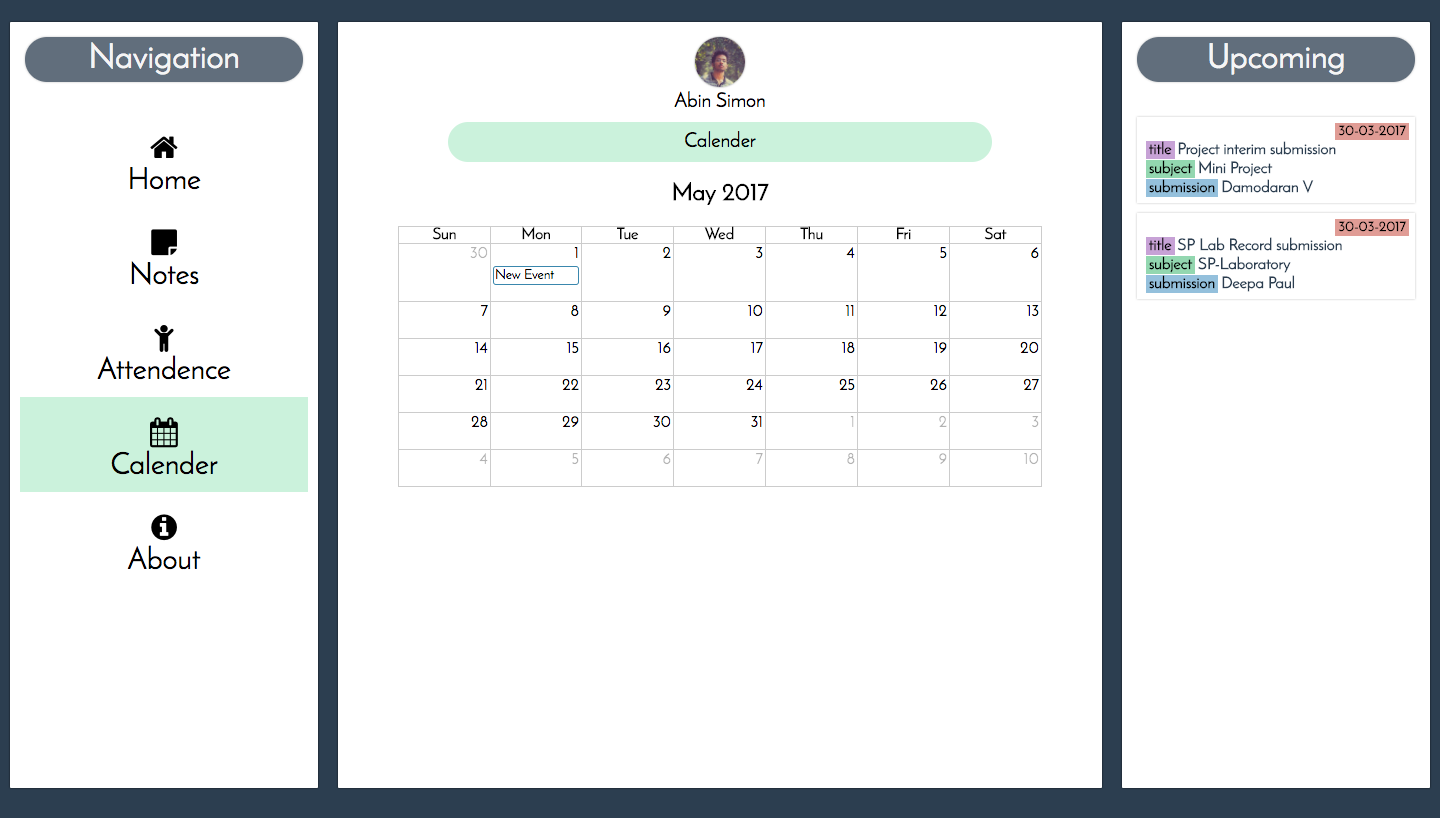 Navigation
Home
Notes
Attendence
Calender
About
Abin Simon
Calender
May 2017
Sun Mon Tue Wed Thu Fri Sat
30 1 2 3 4 5 6
New Event
7 8 9 10 11 12 13
14 15 16 17 18 19 20
21 22 23 24 25 26 27
28 29 30 31 1 2 3
4 5 6 7 8 9 10
Upcoming
30-03-2017
title Project interim submission
subject Mini Project
submission Damodaran V
30-03-2017
title SP Lab Record submission
subject SP-Laboratory
submission Deepa Paul